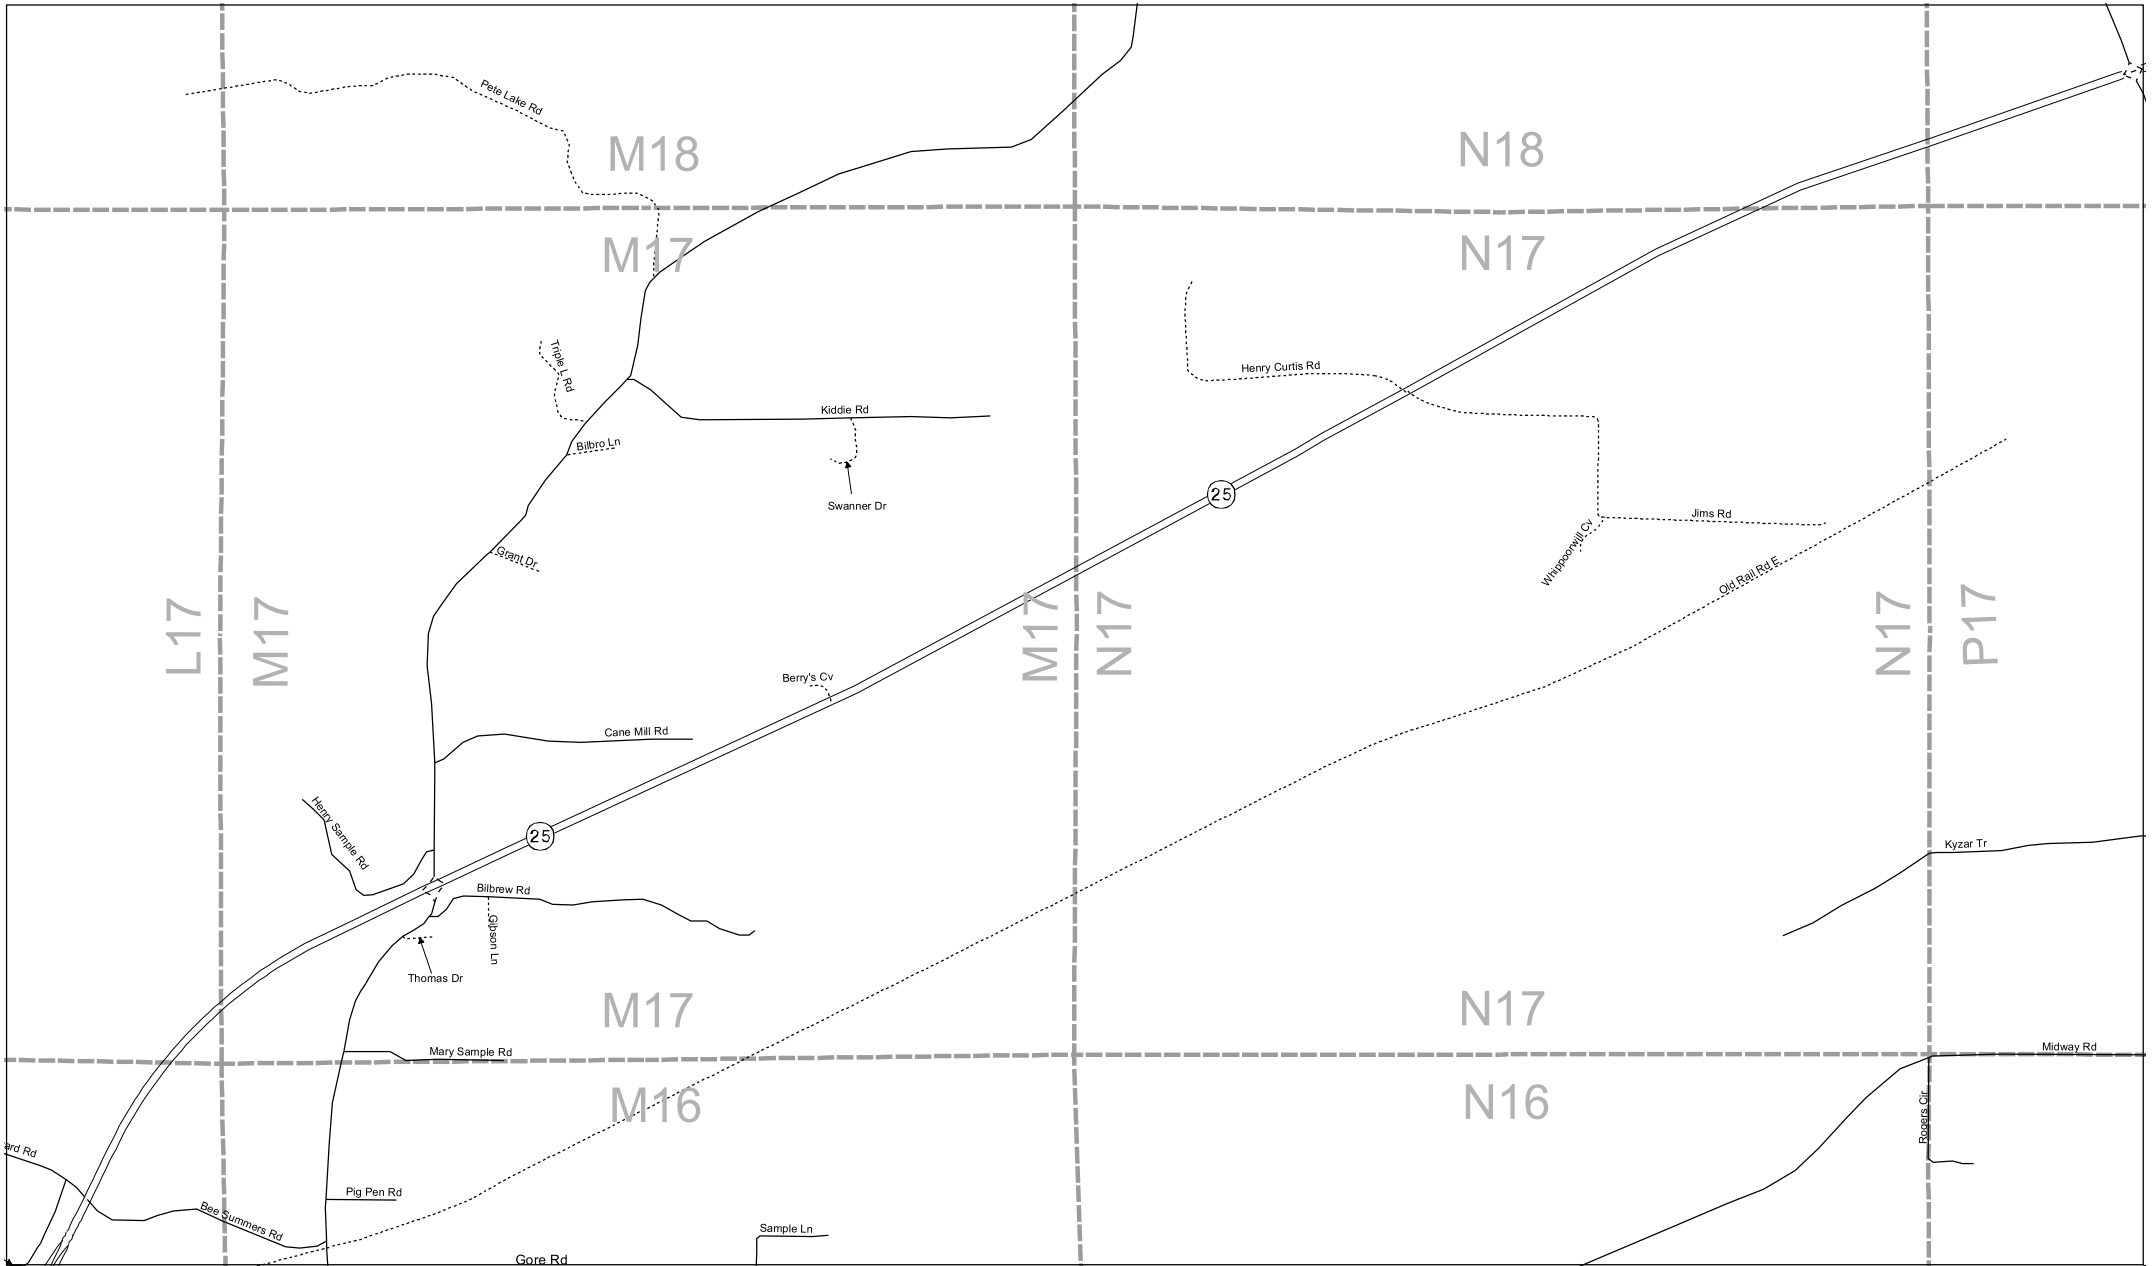 Pete Lake Rd
M18
N18
M17
N17
Triple L Rd
Henry Curtis Rd
Kiddie Rd
Bilbro Ln
25
Swanner Dr
Jims Rd
Whippoorwill Cv
Grant Dr
Old Rail Rd E
L17
M17
M17
N17
N17
P17
Berry's Cv
Cane Mill Rd
Henry Sample Rd
25
Kyzar Tr
Bilbrew Rd
Gibson Ln
Thomas Dr
M17
N17
Mary Sample Rd
Midway Rd
M16
N16
Rogers Cir
ard Rd
Pig Pen Rd
Bee Summers Rd
Sample Ln
Gore Rd